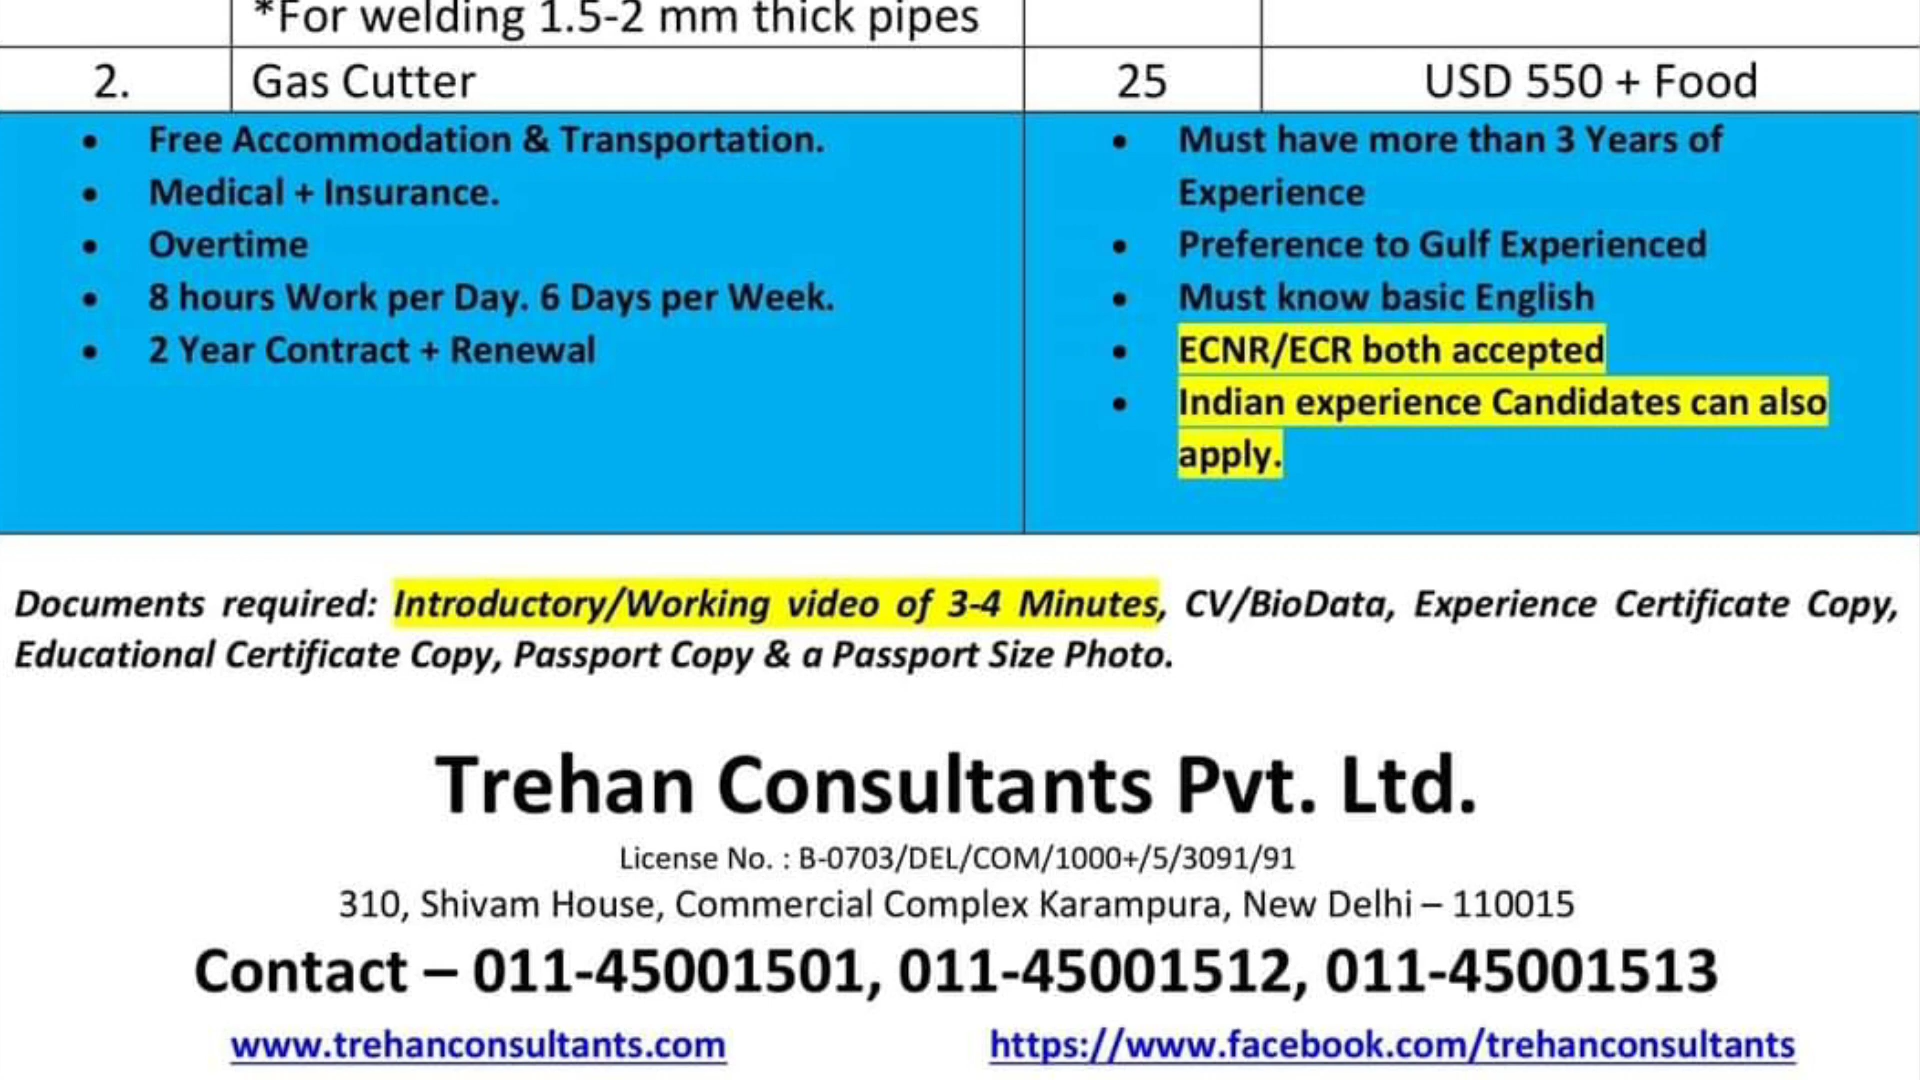 *For welding 1.5-2 mm thick pipes
2. Gas Cutter 25 USD 550 + Food
• Free Accommodation & Transportation.
• Medical + Insurance.
• Overtime
• 8 hours Work per Day. 6 Days per Week.
• 2 Year Contract + Renewal
• Must have more than 3 Years of
Experience
• Preference to Gulf Experienced
• Must know basic English
• ECNR/ECR both accepted
• Indian experience Candidates can also
apply.
Documents required: Introductory/Working video of 3-4 Minutes, CV/BioData, Experience Certificate Copy,
Educational Certificate Copy, Passport Copy & a Passport Size Photo.
Trehan Consultants Pvt. Ltd.
License No. : B-0703/DEL/COM/1000+/5/3091/91
310, Shivam House, Commercial Complex Karampura, New Delhi – 110015
Contact – 011-45001501, 011-45001512, 011-45001513
www.trehanconsultants.com https://www.facebook.com/trehanconsultants